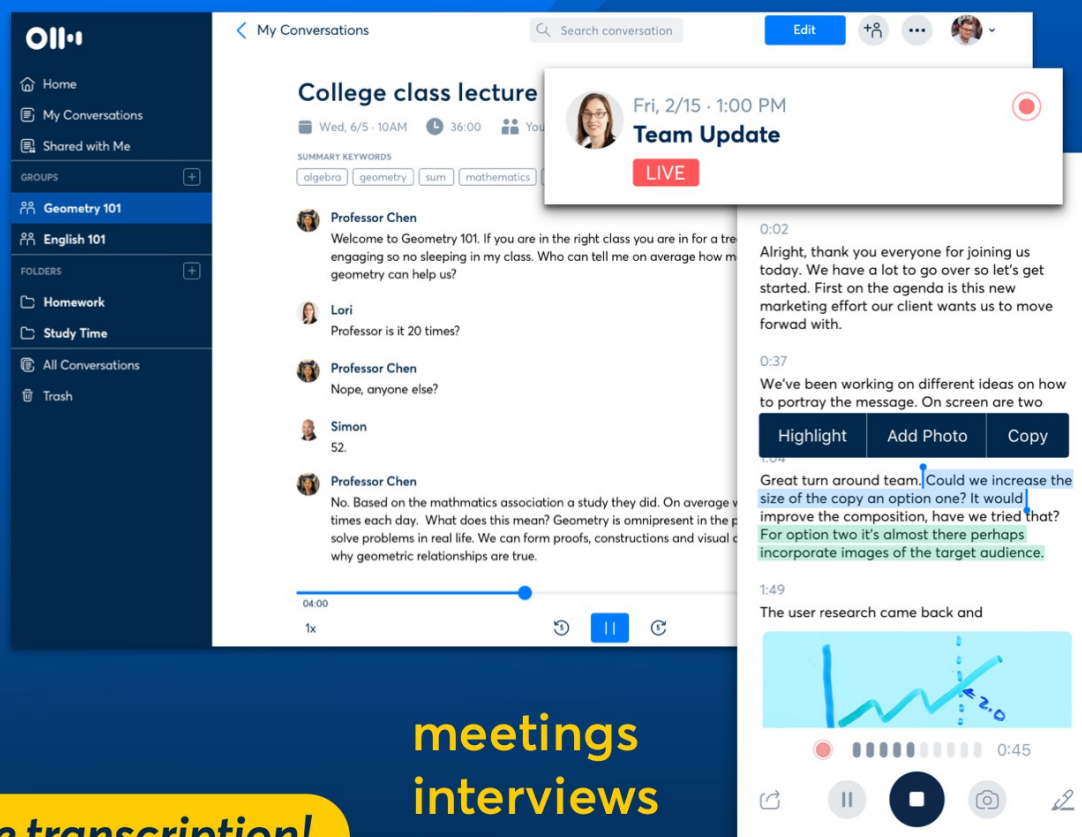 My Conversations
Search conversation
Edit
Home
My Conversations
Shared with Me
GROUPS
Geometry 101
English 101
FOLDERS
Homework
Study Time
All Conversations
Trash
College class lecture
Wed, 6/5 · 10AM
36:00
You
SUMMARY KEYWORDS
algebra
geometry
sum
mathematics
Professor Chen
Welcome to Geometry 101. If you are in the right class you are in for a
engaging so no sleeping in my class. Who can tell me on average how
geometry can help us?
Lori
Professor is it 20 times?
Professor Chen
Nope, anyone else?
Simon
52.
Professor Chen
No. Based on the mathmatics association a study they did. On average
times each day. What does this mean? Geometry is omnipresent in the
solve problems in real life. We can form proofs, constructions and visual
why geometric relationships are true.
04:00
1x
5
5
Fri, 2/15 · 1:00 PM
Team Update
LIVE
0:02
Alright, thank you everyone for joining us
today. We have a lot to go over so let's get
started. First on the agenda is this new
marketing effort our client wants us to move
forwad with.
0:37
We've been working on different ideas on how
to portray the message. On screen are two
Highlight
Add Photo
Copy
1:04
Great turn around team. Could we increase the
size of the copy an option one? It would
improve the composition, have we tried that?
For option two it's almost there perhaps
incorporate images of the target audience.
1:49
The user research came back and
2.0
0:45
meetings
interviews
transcription!